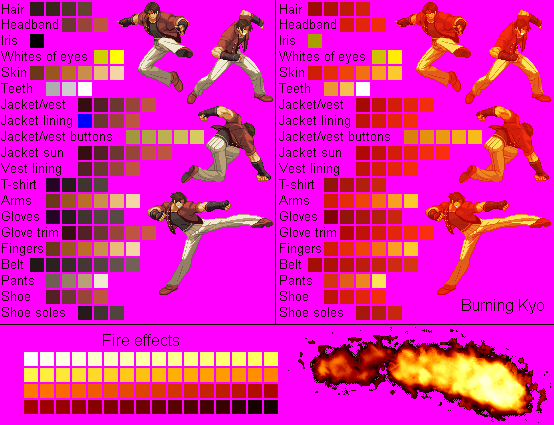 Hair
Headband
Iris
Whites of eyes
Skin
Teeth
Jacket/vest
Jacket lining
Jacket/vest buttons
Jacket sun
Vest lining
T-shirt
Arms
Gloves
Glove trim
Fingers
Belt
Pants
Shoe
Shoe soles
Hair
Headband
Iris
Whites of eyes
Skin
Teeth
Jacket/vest
Jacket lining
Jacket/vest buttons
Jacket sun
Vest lining
T-shirt
Arms
Gloves
Glove trim
Fingers
Belt
Pants
Shoe
Shoe soles
Burning Kyo
Fire effects